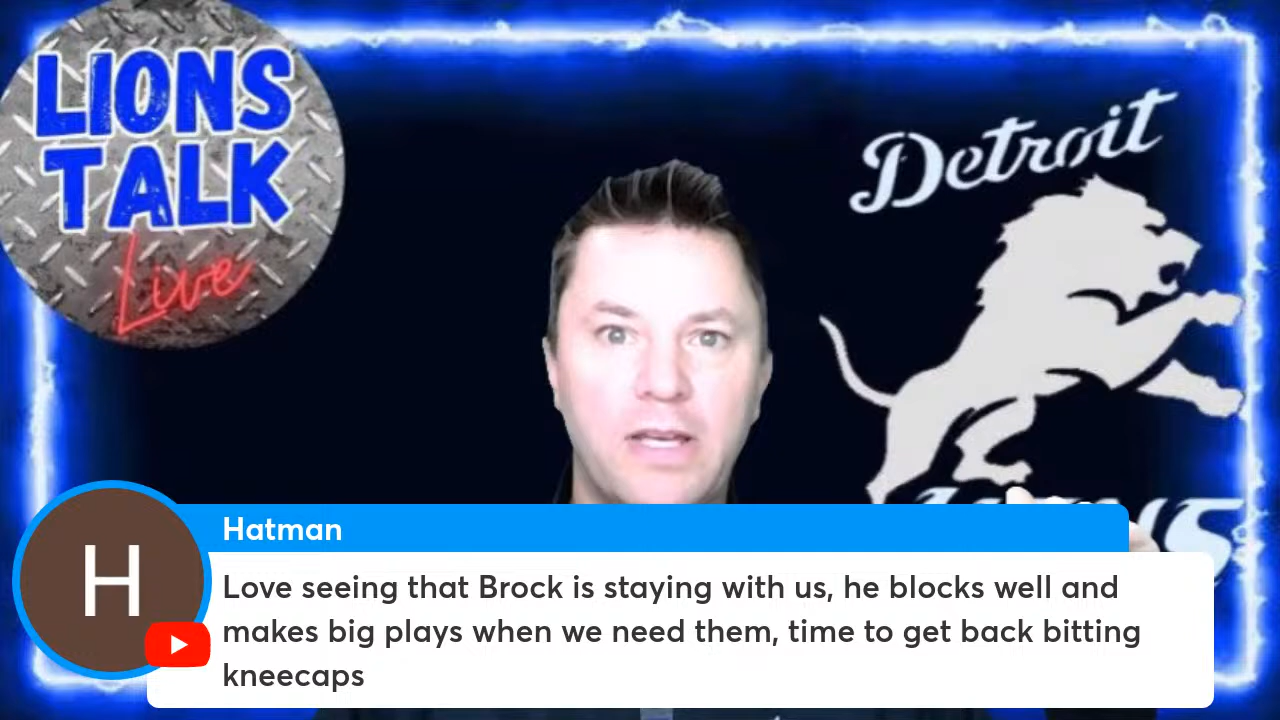 LIONS
TALK
Live
Detroit
Hatman
H
Love seeing that Brock is staying with us, he blocks well and
makes big plays when we need them, time to get back bitting
kneecaps